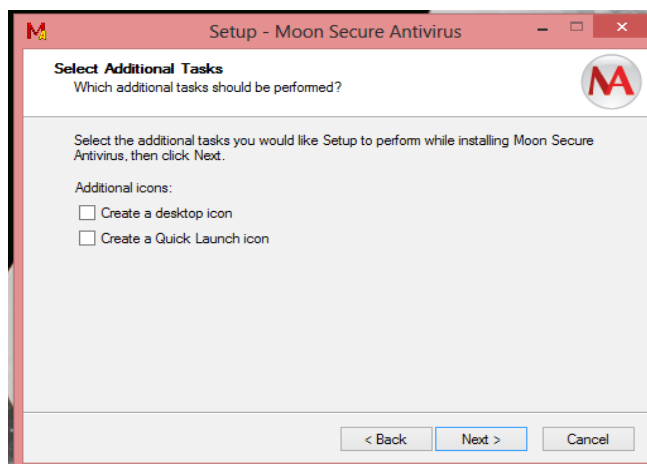 Setup - Moon Secure Antivirus
Select Additional Tasks
Which additional tasks should be performed?
Select the additional tasks you would like Setup to perform while installing Moon Secure
Antivirus, then click Next.
Additional icons:
Create a desktop icon
Create a Quick Launch icon
< Back Next > Cancel